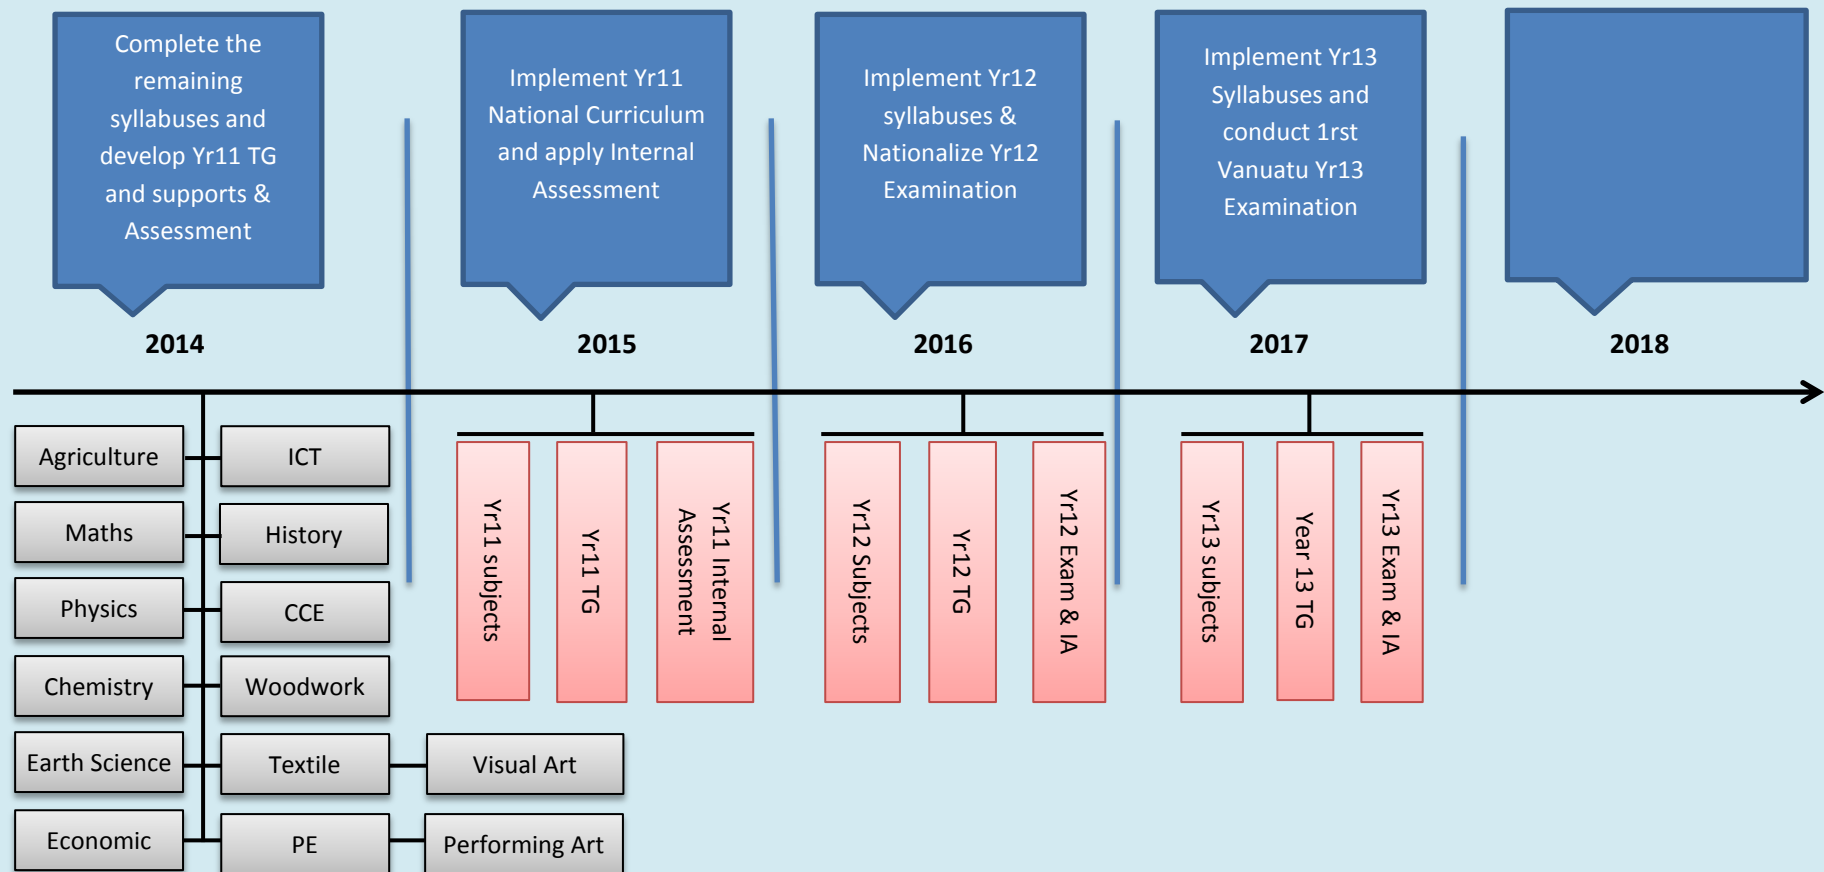 Complete the
remaining
syllabuses and
develop Yr11 TG
and supports &
Assessment
Implement Yr11
National Curriculum
and apply Internal
Assessment
Implement Yr12
syllabuses &
Nationalize Yr12
Examination
Implement Yr13
Syllabuses and
conduct 1rst
Vanuatu Yr13
Examination
2014
2015
2016
2017
2018
Agriculture
ICT
Maths
History
Physics
CCE
Chemistry
Woodwork
Earth Science
Textile
Visual Art
Economic
PE
Performing Art
Yr11 subjects
Yr11 TG
Yr11 Internal
Assessment
Yr12 Subjects
Yr12 TG
Yr12 Exam & IA
Yr13 subjects
Year 13 TG
Yr13 Exam & IA